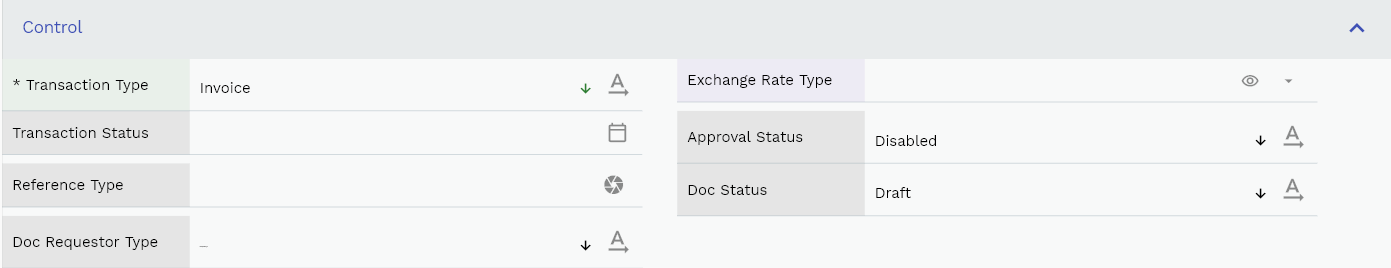 Control
* Transaction Type
Invoice
Exchange Rate Type
Transaction Status
Approval Status
Disabled
Reference Type
Doc Status
Draft
Doc Requestor Type
_